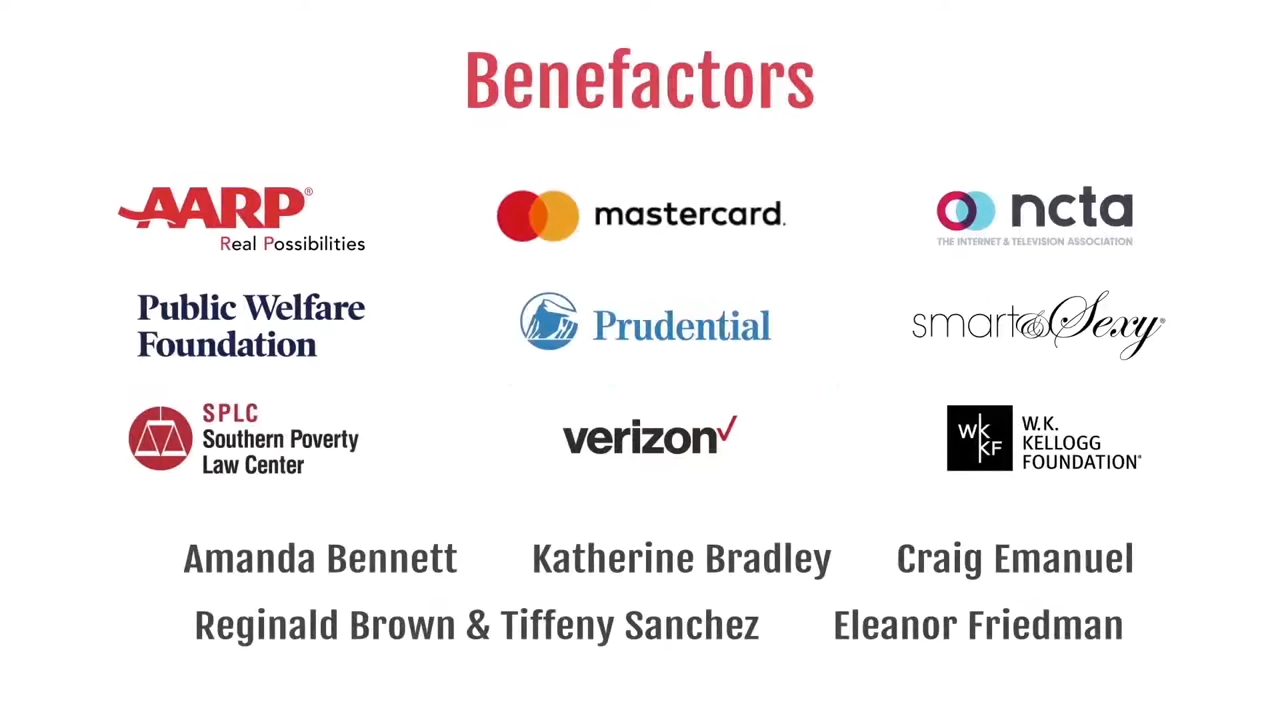 Benefactors
AARP®
Real Possibilities
mastercard.
ncta
THE INTERNET & TELEVISION ASSOCIATION
Public Welfare
Foundation
Prudential
smart & Sexy®
SPLC
Southern Poverty
Law Center
verizon✓
WKKF
W.K.
KELLOGG
FOUNDATION®
Amanda Bennett Katherine Bradley Craig Emanuel
Reginald Brown & Tiffeny Sanchez Eleanor Friedman